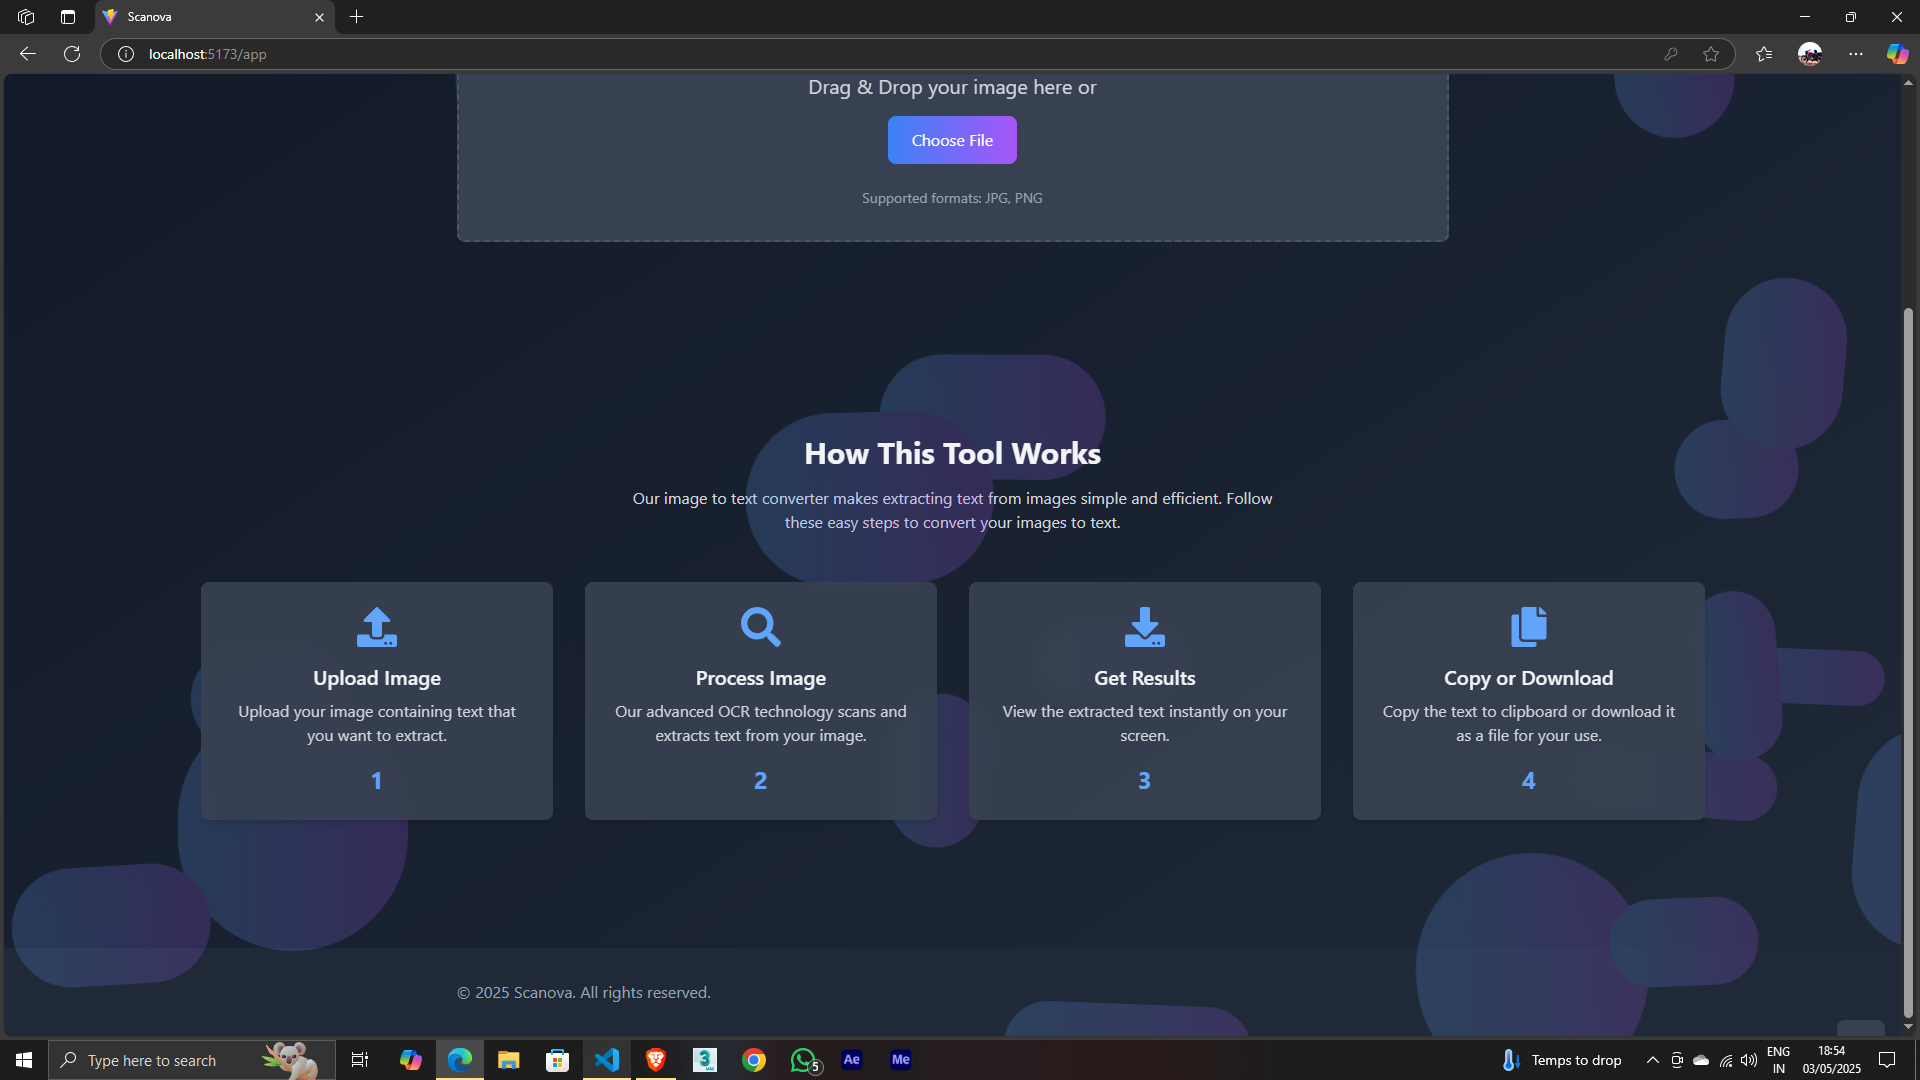 Scanova
localhost:5173/app
Drag & Drop your image here or
Choose File
Supported formats: JPG, PNG
How This Tool Works
Our image to text converter makes extracting text from images simple and efficient. Follow
these easy steps to convert your images to text.
Upload Image
Upload your image containing text that
you want to extract.
1
Process Image
Our advanced OCR technology scans and
extracts text from your image.
2
Get Results
View the extracted text instantly on your
screen.
3
Copy or Download
Copy the text to clipboard or download it
as a file for your use.
4
© 2025 Scanova. All rights reserved.
Type here to search
3
5
Ae
Me
Temps to drop
ENG
IN
18:54
03/05/2025